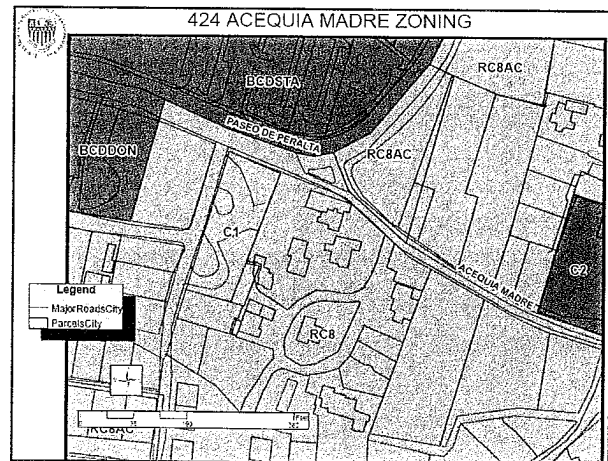 424 ACEQUIA MADRE ZONING
RC8AC
BCDSTA
PASEO DE PERALTA
BCDDON
RC8AC
C1
ACEQUIA MADRE
C2
Legend
MajorRoadsCity
ParcelsCity
RC8
Feet
RC8AC